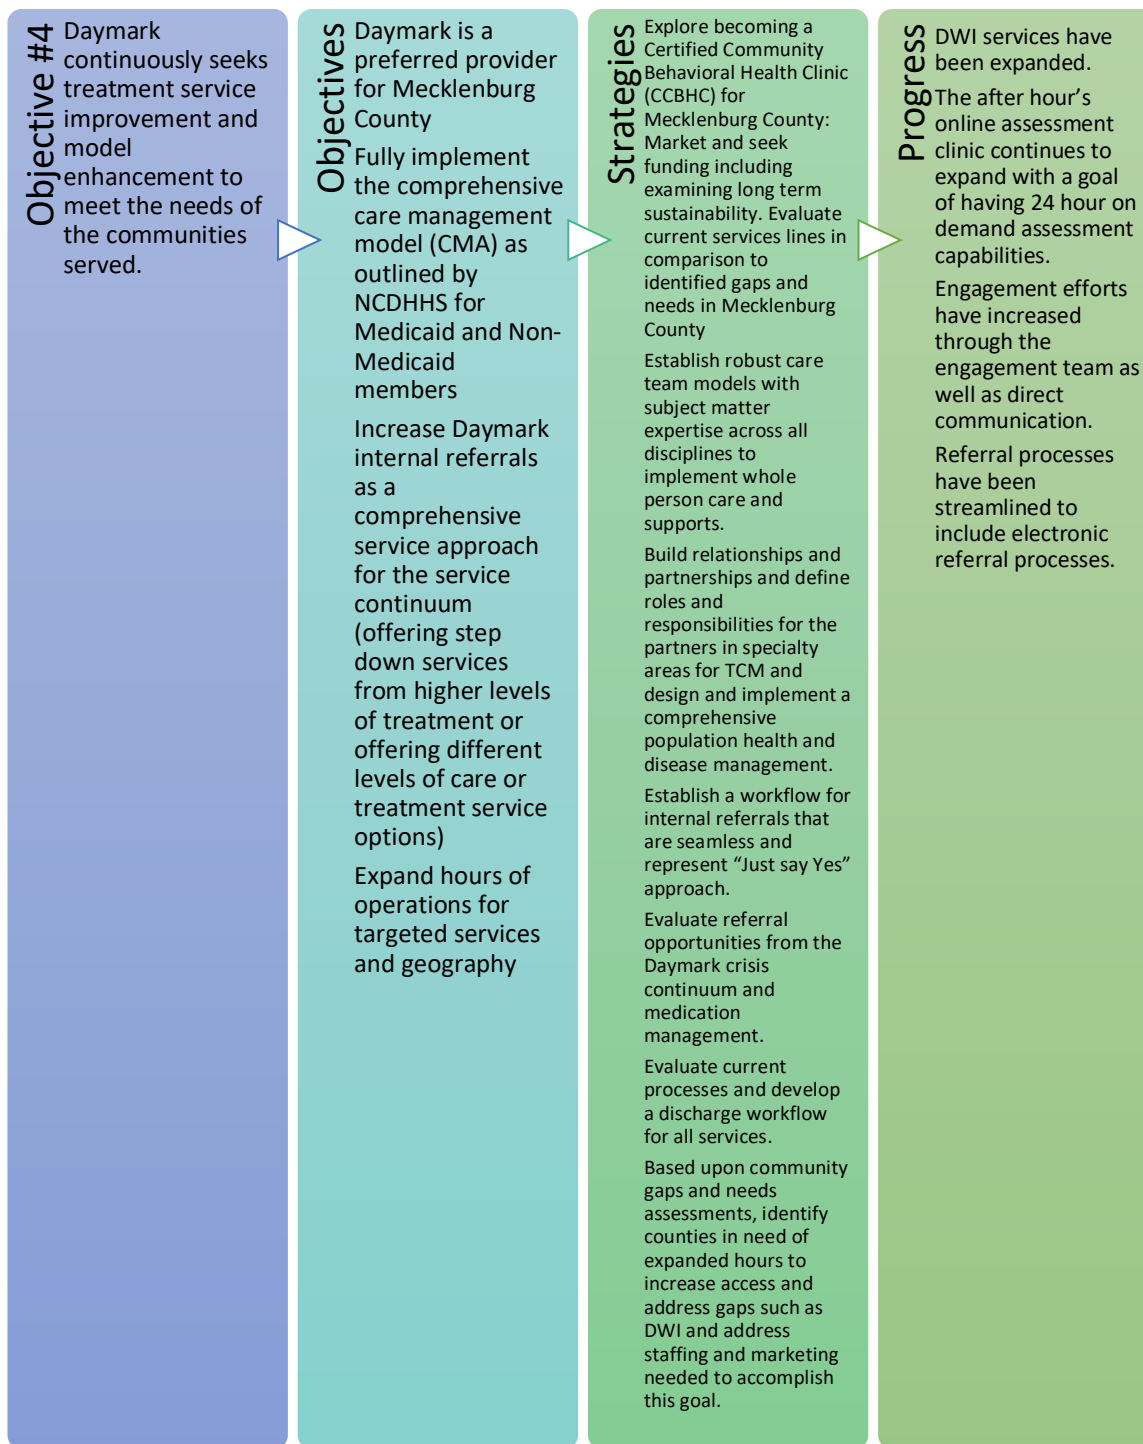 Objective #4
Daymark
continuously seeks
treatment service
improvement and
model
enhancement to
meet the needs of
the communities
served.
Objectives
Daymark is a
preferred provider
for Mecklenburg
County
Fully implement
the comprehensive
care management
model (CMA) as
outlined by
NCDHHS for
Medicaid and Non-
Medicaid
members
Increase Daymark
internal referrals
as a
comprehensive
service approach
for the service
continuum
(offering step
down services
from higher levels
of treatment or
offering different
levels of care or
treatment service
options)
Expand hours of
operations for
targeted services
and geography
Strategies
Explore becoming a
Certified Community
Behavioral Health Clinic
(CCBHC) for
Mecklenburg County:
Market and seek
funding including
examining long term
sustainability. Evaluate
current services lines in
comparison to
identified gaps and
needs in Mecklenburg
County
Establish robust care
team models with
subject matter
expertise across all
disciplines to
implement whole
person care and
supports.
Build relationships and
partnerships and define
roles and
responsibilities for the
partners in specialty
areas for TCM and
design and implement a
comprehensive
population health and
disease management.
Establish a workflow for
internal referrals that
are seamless and
represent “Just say Yes”
approach.
Evaluate referral
opportunities from the
Daymark crisis
continuum and
medication
management.
Evaluate current
processes and develop
a discharge workflow
for all services.
Based upon community
gaps and needs
assessments, identify
counties in need of
expanded hours to
increase access and
address gaps such as
DWI and address
staffing and marketing
needed to accomplish
this goal.
Progress
DWI services have
been expanded.
The after hour’s
online assessment
clinic continues to
expand with a goal
of having 24 hour on
demand assessment
capabilities.
Engagement efforts
have increased
through the
engagement team as
well as direct
communication.
Referral processes
have been
streamlined to
include electronic
referral processes.